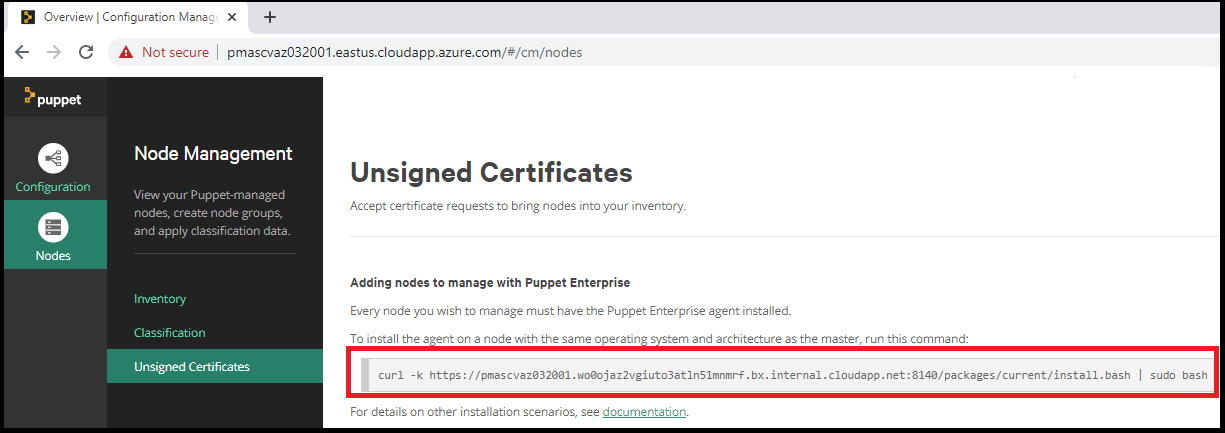 Overview | Configuration Manage
Not secure
pmascvaz032001.eastus.cloudapp.azure.com/#/cm/nodes
puppet
Configuration
Nodes
Node Management
View your Puppet-managed
nodes, create node groups,
and apply classification data.
Inventory
Classification
Unsigned Certificates
Unsigned Certificates
Accept certificate requests to bring nodes into your inventory.
Adding nodes to manage with Puppet Enterprise
Every node you wish to manage must have the Puppet Enterprise agent installed.
To install the agent on a node with the same operating system and architecture as the master, run this command:
curl -k https://pmascvaz032001.wo0ojaz2vgiuto3atln51mnmrf.bx.internal.cloudapp.net:8140/packages/current/install.bash | sudo bash
For details on other installation scenarios, see documentation.